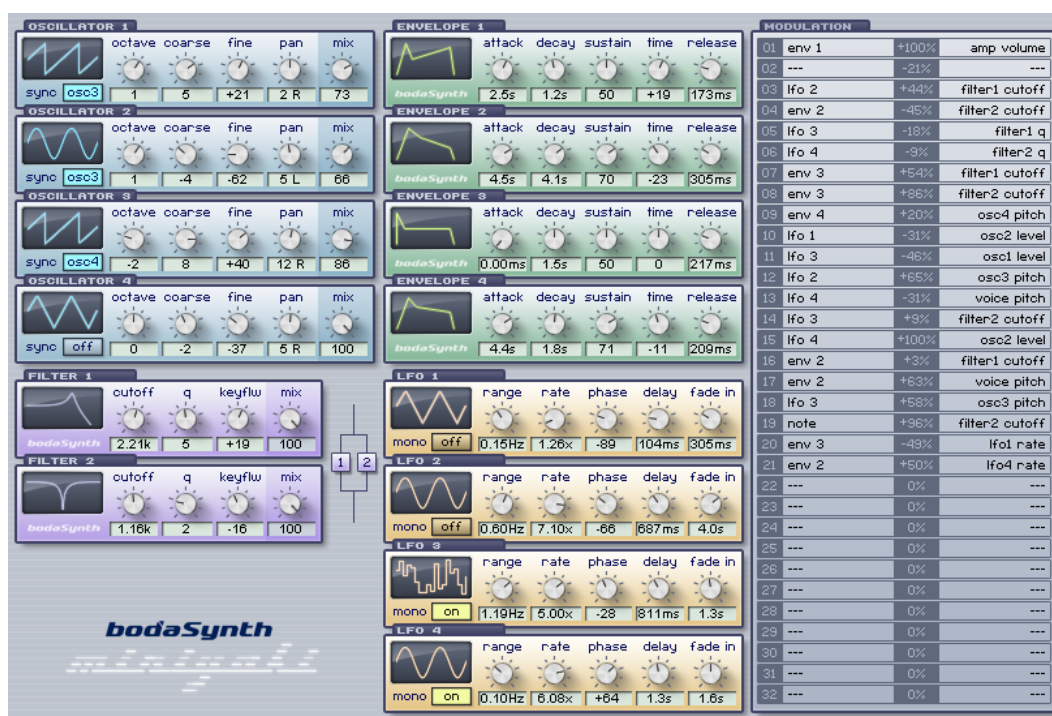 OSCILLATOR 1
octave coarse fine pan mix
sync osc3 1 5 +21 2 R 73
OSCILLATOR 2
octave coarse fine pan mix
sync osc3 1 -4 -62 5 L 66
OSCILLATOR 3
octave coarse fine pan mix
sync osc4 -2 8 +40 12 R 86
OSCILLATOR 4
octave coarse fine pan mix
sync off 0 -2 -37 5 R 100
FILTER 1
cutoff q keyflw mix
bodaSynth 2.21k 5 +19 100
FILTER 2
cutoff q keyflw mix
bodaSynth 1.16k 2 -16 100
1 2
bodaSynth
ENVELOPE 1
attack decay sustain time release
bodaSynth 2.5s 1.2s 50 +19 173ms
ENVELOPE 2
attack decay sustain time release
bodaSynth 4.5s 4.1s 70 -23 305ms
ENVELOPE 3
attack decay sustain time release
bodaSynth 0.00ms 1.5s 50 0 217ms
ENVELOPE 4
attack decay sustain time release
bodaSynth 4.4s 1.8s 71 -11 209ms
LFO 1
range rate phase delay fade in
mono off 0.15Hz 1.26x -89 104ms 305ms
LFO 2
range rate phase delay fade in
mono off 0.60Hz 7.10x -66 687ms 4.0s
LFO 3
range rate phase delay fade in
mono on 1.19Hz 5.00x -28 811ms 1.3s
LFO 4
range rate phase delay fade in
mono on 0.10Hz 6.08x +64 1.3s 1.6s
MODULATION
01 env 1 +100% amp volume
02 --- -21% ---
03 lfo 2 +44% filter1 cutoff
04 env 2 -45% filter2 cutoff
05 lfo 3 -18% filter1 q
06 lfo 4 -9% filter2 q
07 env 3 +54% filter1 cutoff
08 env 3 +86% filter2 cutoff
09 env 4 +20% osc4 pitch
10 lfo 1 -31% osc2 level
11 lfo 3 -46% osc1 level
12 lfo 2 +65% osc3 pitch
13 lfo 4 -31% voice pitch
14 lfo 3 +9% filter2 cutoff
15 lfo 4 +100% osc2 level
16 env 2 +3% filter1 cutoff
17 env 2 +63% voice pitch
18 lfo 3 +58% osc3 pitch
19 note +96% filter2 cutoff
20 env 3 -49% lfo1 rate
21 env 2 +50% lfo4 rate
22 --- 0% ---
23 --- 0% ---
24 --- 0% ---
25 --- 0% ---
26 --- 0% ---
27 --- 0% ---
28 --- 0% ---
29 --- 0% ---
30 --- 0% ---
31 --- 0% ---
32 --- 0% ---